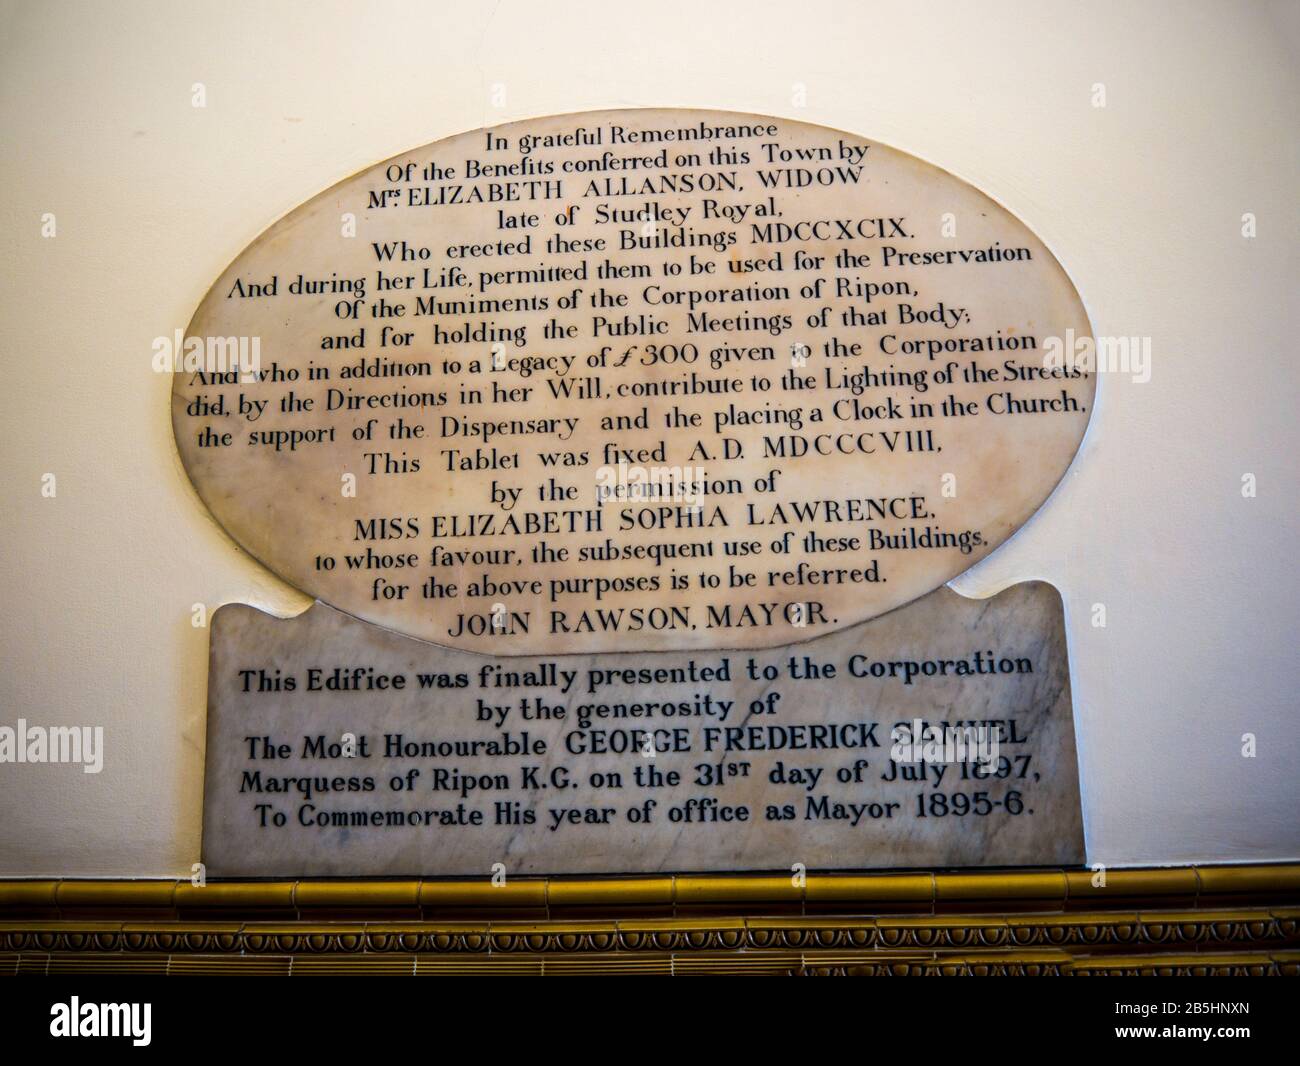 In grateful Remembrance
Of the Benefits conferred on this Town by
Mrs. ELIZABETH ALLANSON, WIDOW
late of Studley Royal,
Who erected these Buildings MDCCXCIX.
And during her Life, permitted them to be used for the Preservation
Of the Muniments of the Corporation of Ripon,
and for holding the Public Meetings of that Body;
And who in addition to a Legacy of £300 given to the Corporation
did, by the Directions in her Will, contribute to the Lighting of the Streets,
the support of the Dispensary and the placing a Clock in the Church.
This Tablet was fixed A.D. MDCCCVIII,
by the permission of
MISS ELIZABETH SOPHIA LAWRENCE,
to whose favour, the subsequent use of these Buildings,
for the above purposes is to be referred.
JOHN RAWSON, MAYOR.
This Edifice was finally presented to the Corporation
by the generosity of
The Most Honourable GEORGE FREDERICK SAMUEL
Marquess of Ripon K.G. on the 31ST day of July 1897,
To Commemorate His year of office as Mayor 1895-6.
alamy
Image ID: 2B5HNXN
www.alamy.com